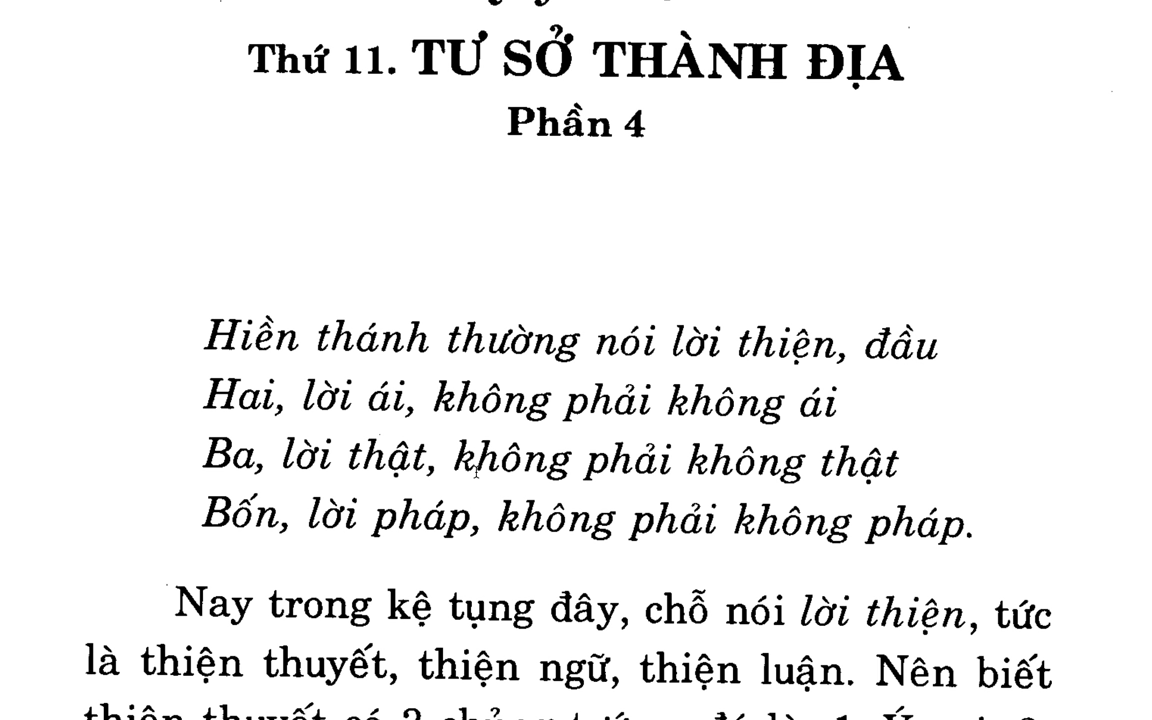 Thứ 11. TƯ SỞ THÀNH ĐỊA
Phần 4
Hiền thánh thường nói lời thiện, đầu
Hai, lời ái, không phải không ái
Ba, lời thật, không phải không thật
Bốn, lời pháp, không phải không pháp.
Nay trong kệ tụng đây, chỗ nói lời thiện, tức
là thiện thuyết, thiện ngữ, thiện luận. Nên biết